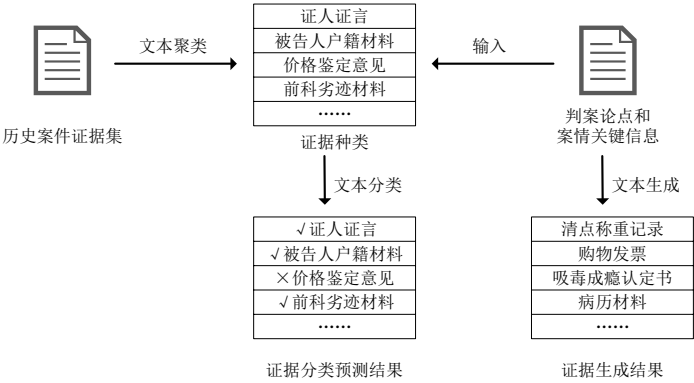 文本聚类
历史案件证据集
证人证言
被告人户籍材料
价格鉴定意见
前科劣迹材料
……
证据种类
输入
判案论点和
案情关键信息
文本分类
文本生成
√证人证言
√被告人户籍材料
×价格鉴定意见
√前科劣迹材料
……
证据分类预测结果
清点称重记录
购物发票
吸毒成瘾认定书
病历材料
……
证据生成结果